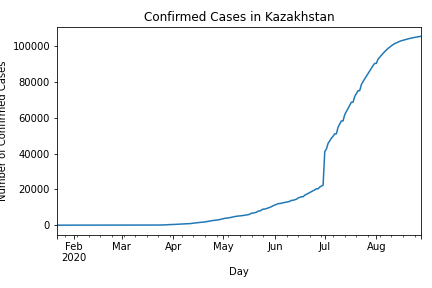 Confirmed Cases in Kazakhstan
Number of Confirmed Cases
100000
80000
60000
40000
20000
0
Feb Mar Apr May Jun Jul Aug
2020
Day